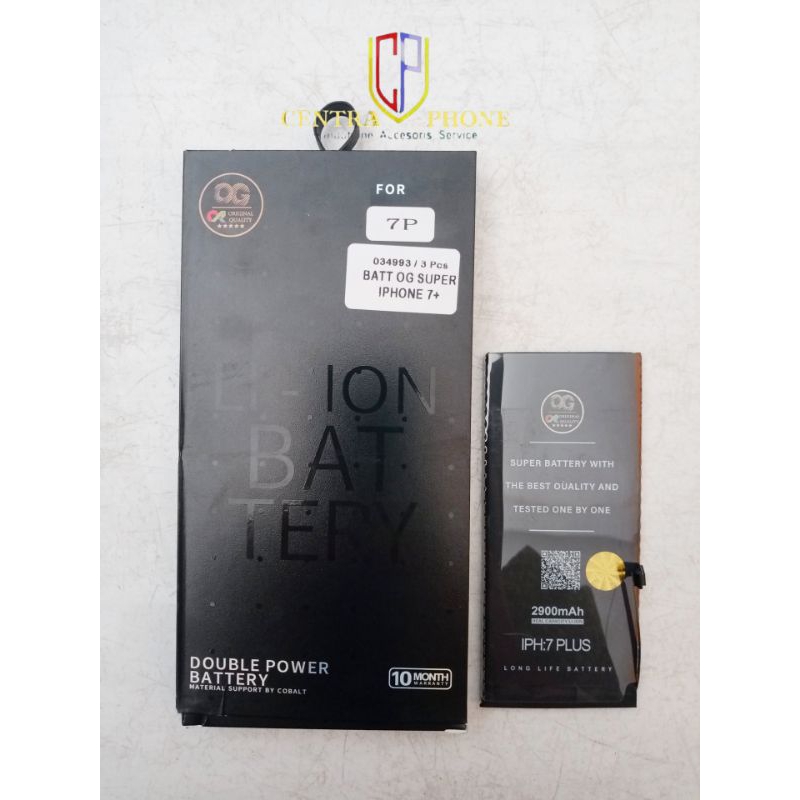 CP
CENTRA PHONE
Accesoris Service
OG
ORIGINAL
QUALITY
FOR
7P
034993 / 3 Pcs
BATT OG SUPER
IPHONE 7+
LI-ION
BAT
TERY
DOUBLE POWER
BATTERY
MATERIAL SUPPORT BY COBALT
10 MONTH
WARRANTY
OG
SUPER BATTERY WITH
THE BEST QUALITY AND
TESTED ONE BY ONE
2900mAh
IPH:7 PLUS
LONG LIFE BATTERY